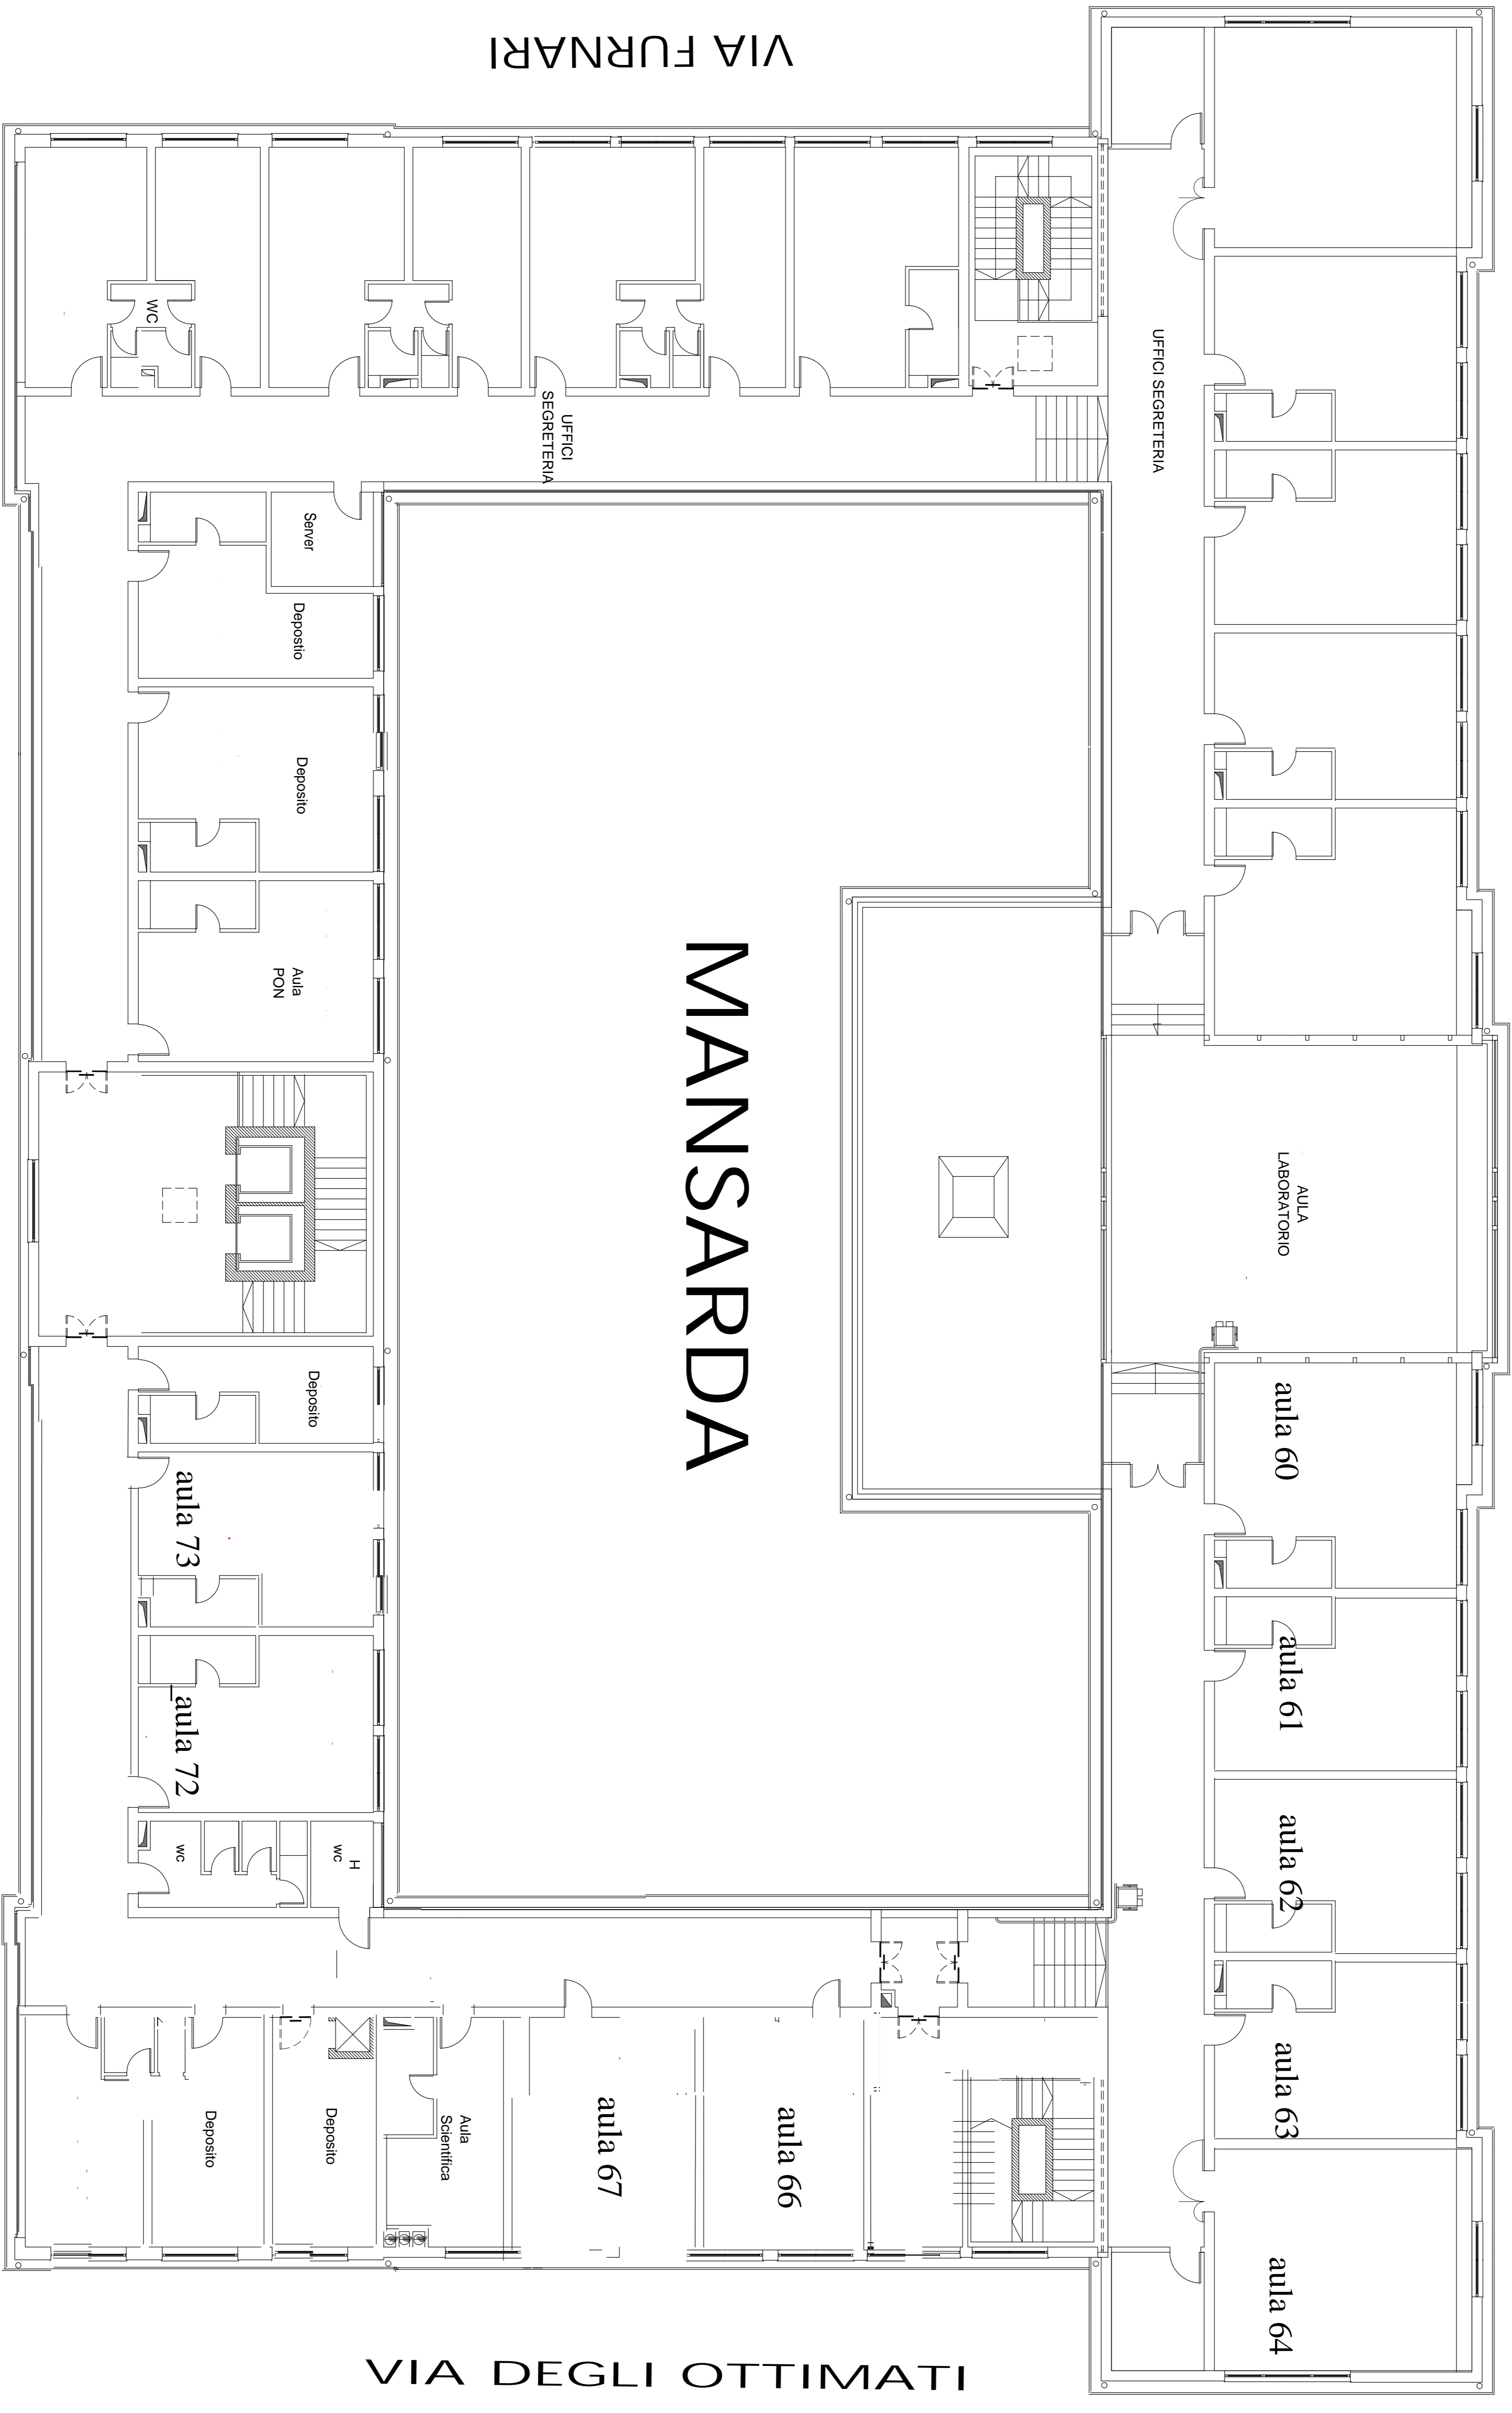 VIA FURNARI
WC
UFFICI
SEGRETERIA
UFFICI SEGRETERIA
Server
Depostio
Deposito
Aula
PON
MANSARDA
AULA
LABORATORIO
Deposito
aula 60
aula 73
aula 61
aula 72
aula 62
wc
H
wc
aula 63
Deposito
Deposito
Aula
Scientifica
aula 67
aula 66
aula 64
VIA DEGLI OTTIMATI